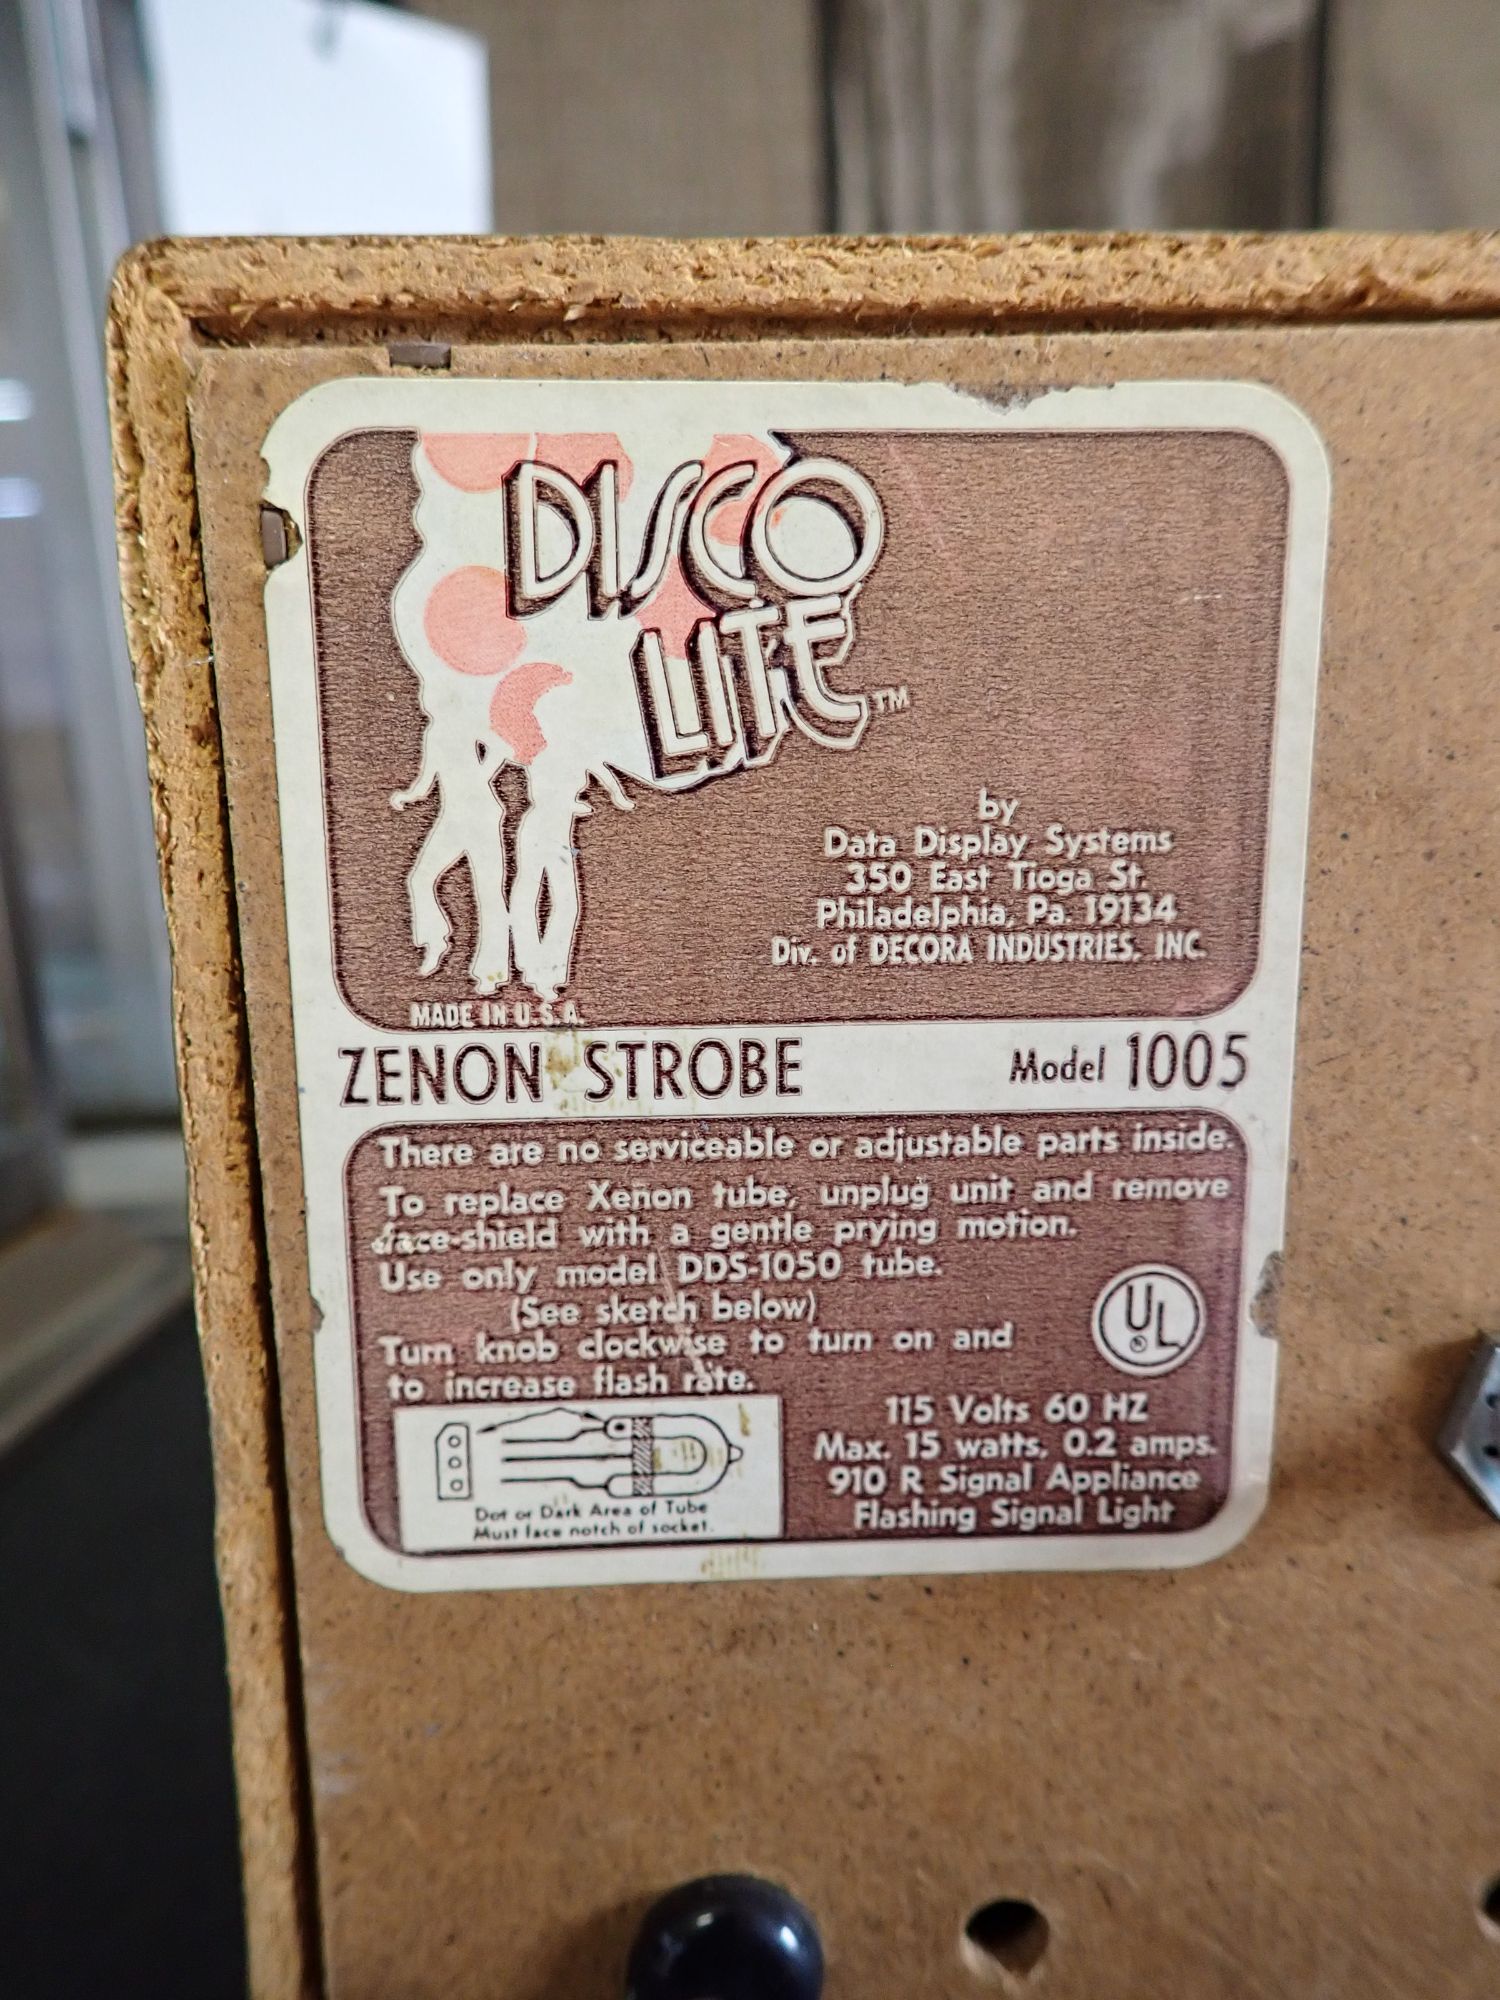 DISCO
LITE™
by
Data Display Systems
350 East Tioga St.
Philadelphia, Pa. 19134
Div. of DECORA INDUSTRIES, INC.
MADE IN U.S.A.
ZENON STROBE Model 1005
There are no serviceable or adjustable parts inside.
To replace Xenon tube, unplug unit and remove
face-shield with a gentle prying motion.
Use only model DDS-1050 tube.
(See sketch below)
Turn knob clockwise to turn on and
to increase flash rate.
UL
®
Dot or Dark Area of Tube
Must face notch of socket.
115 Volts 60 HZ
Max. 15 watts, 0.2 amps.
910 R Signal Appliance
Flashing Signal Light